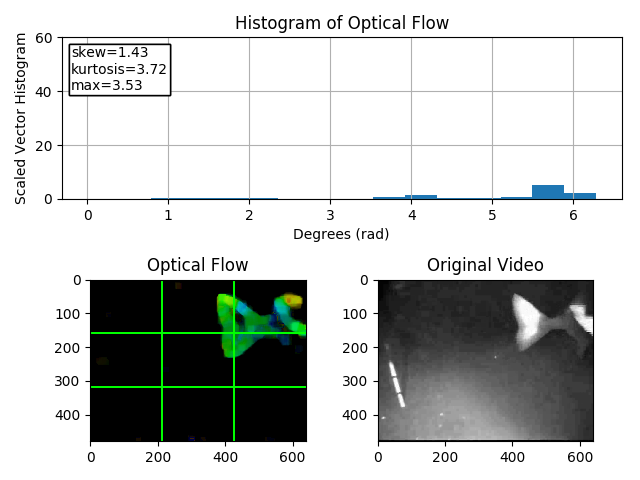 Histogram of Optical Flow
Scaled Vector Histogram
60
40
20
0
skew=1.43
kurtosis=3.72
max=3.53
0 1 2 3 4 5 6
Degrees (rad)
Optical Flow
0
100
200
300
400
0 200 400 600
Original Video
0
100
200
300
400
0 200 400 600